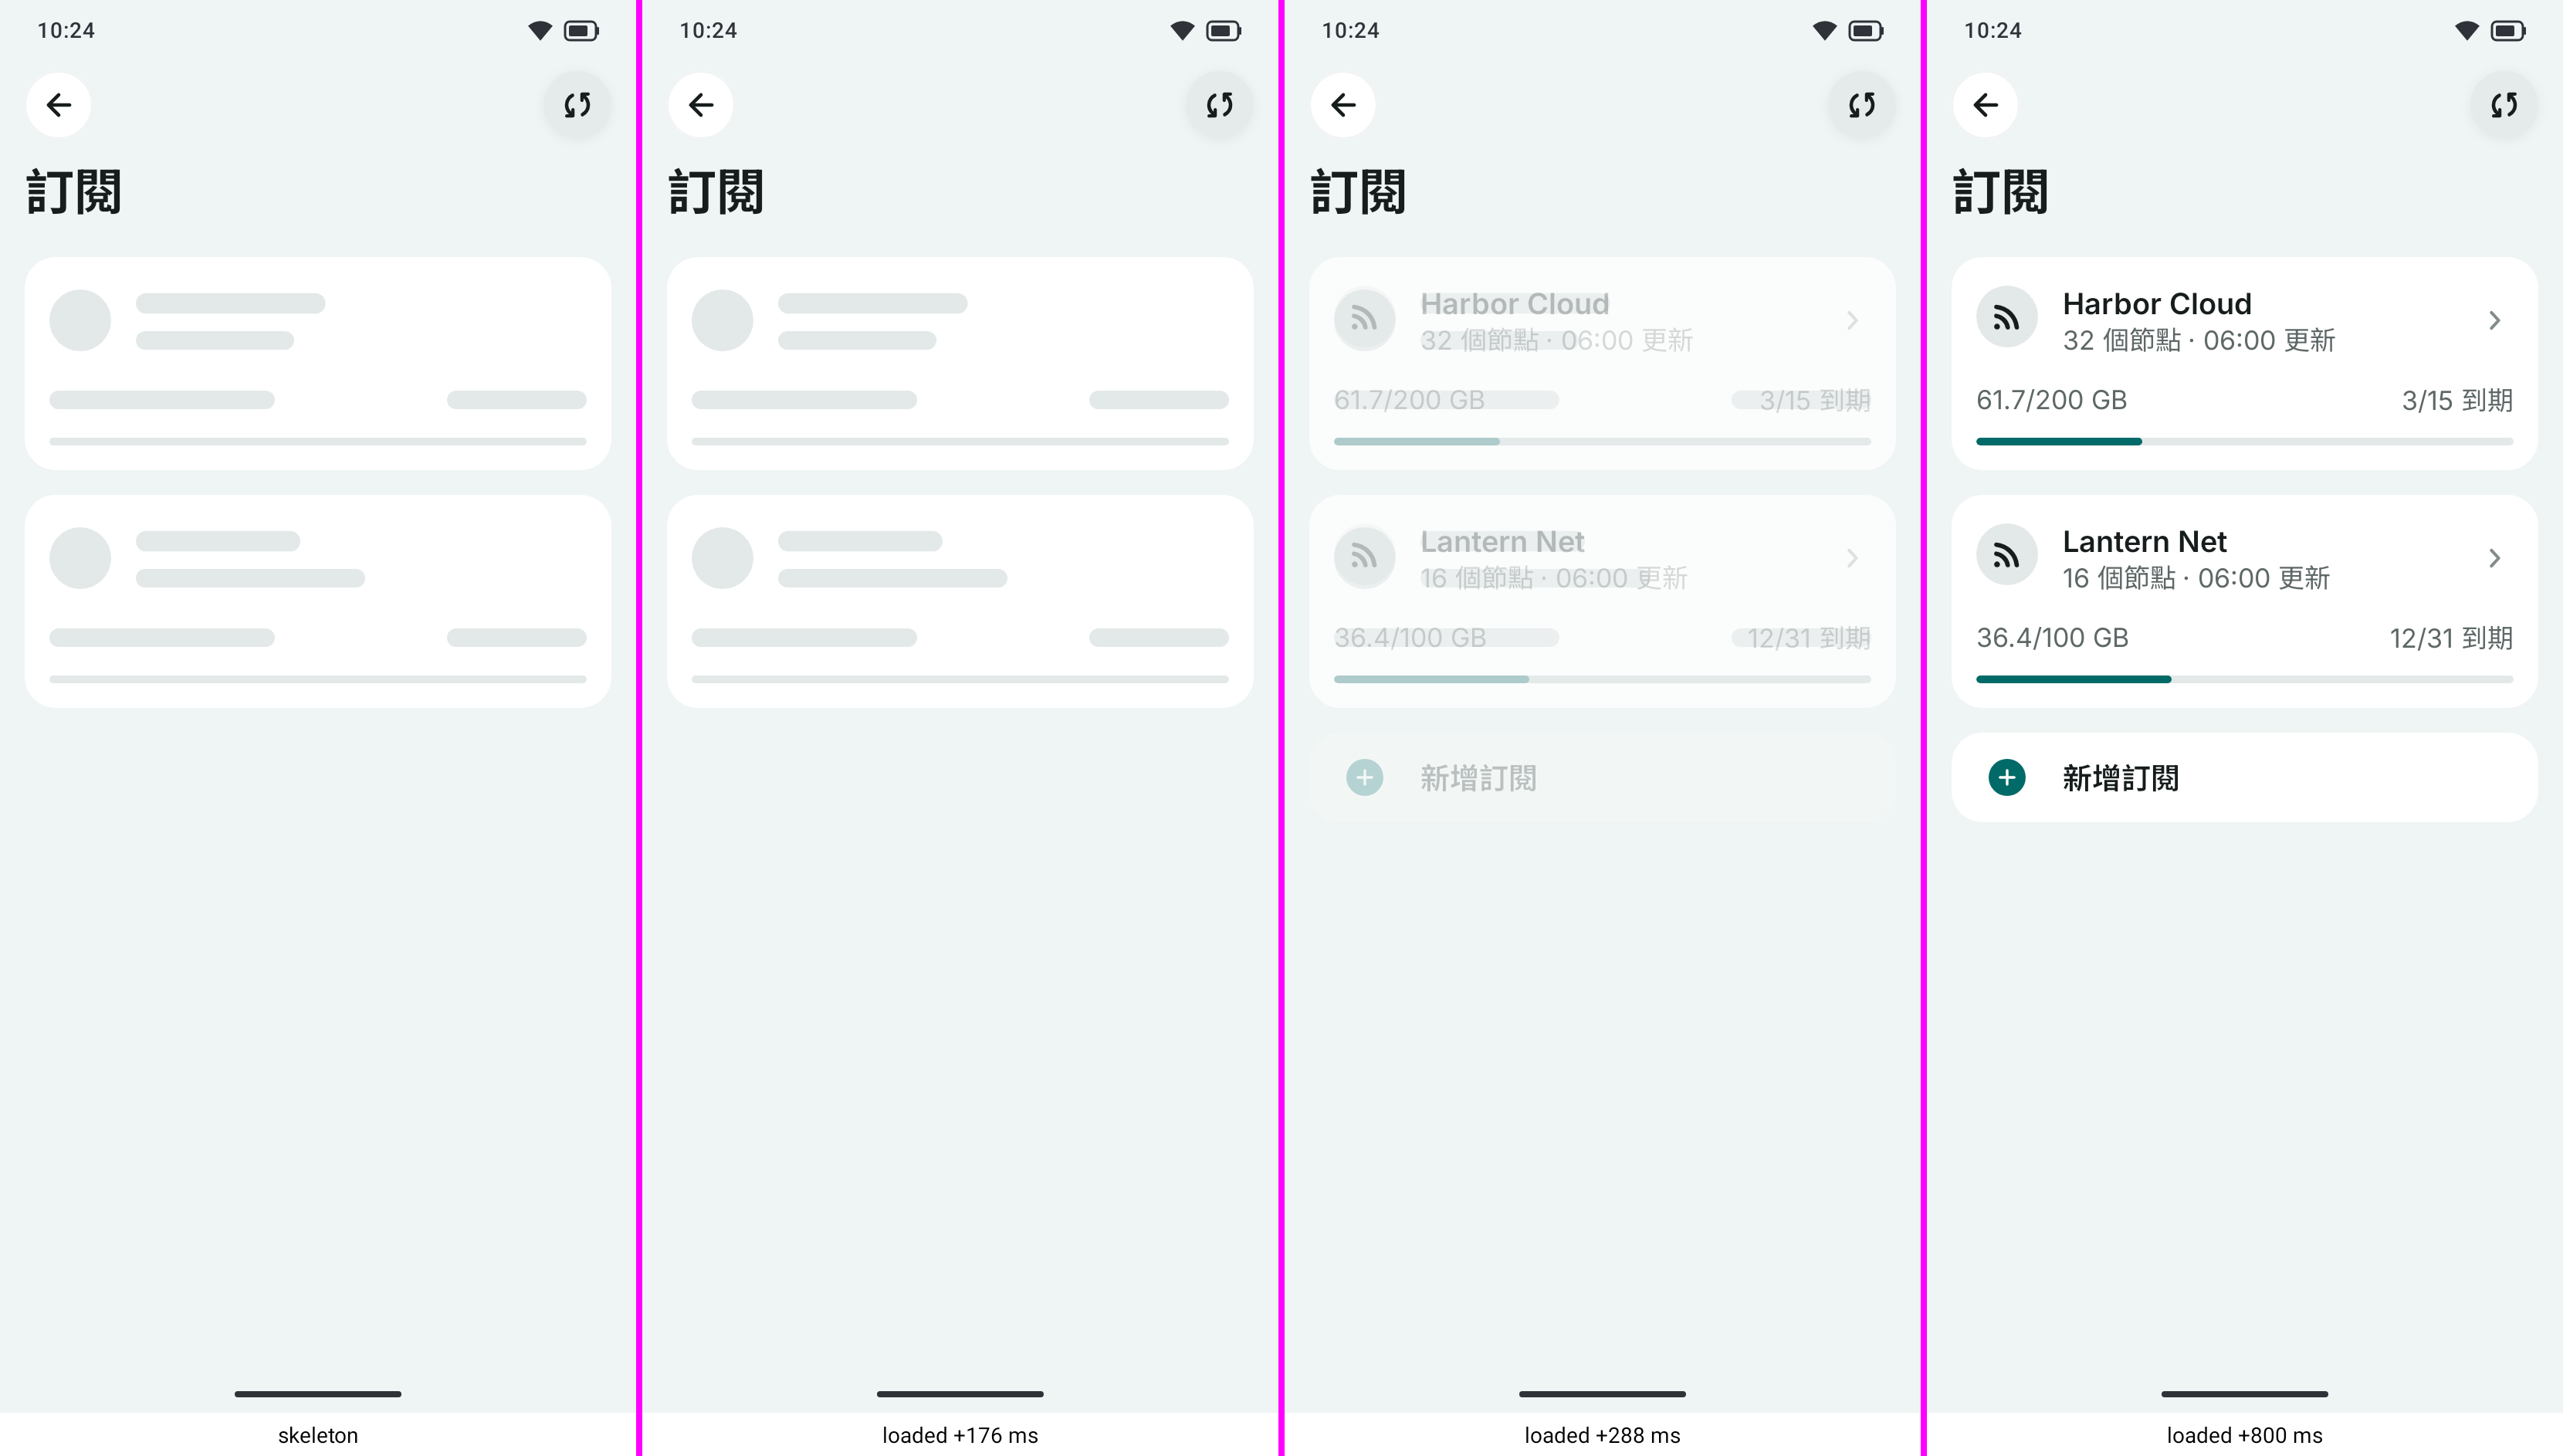 10:24
訂閱
skeleton
10:24
訂閱
loaded +176 ms
10:24
訂閱
Harbor Cloud
32 個節點 · 06:00 更新
61.7/200 GB
3/15 到期
Lantern Net
16 個節點 · 06:00 更新
36.4/100 GB
12/31 到期
新增訂閱
loaded +288 ms
10:24
訂閱
Harbor Cloud
32 個節點 · 06:00 更新
61.7/200 GB
3/15 到期
Lantern Net
16 個節點 · 06:00 更新
36.4/100 GB
12/31 到期
新增訂閱
loaded +800 ms